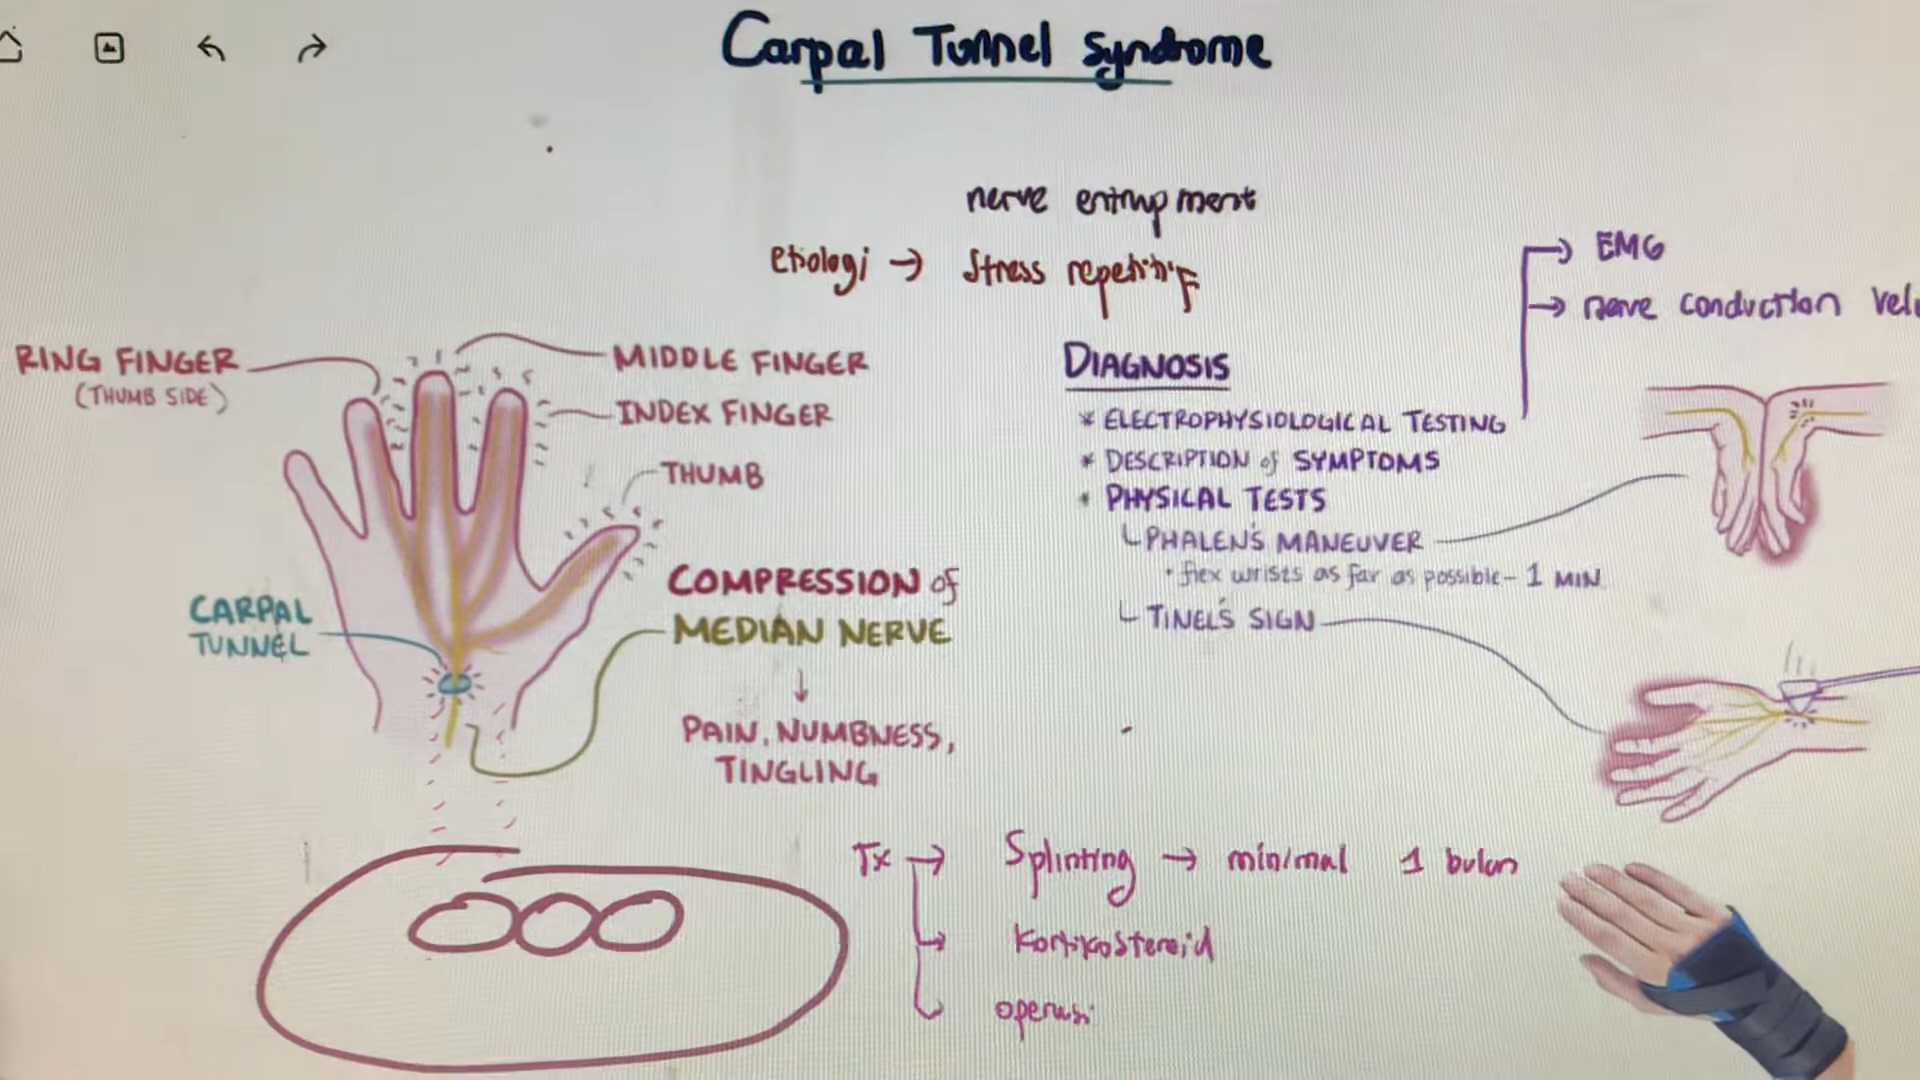 Carpal Tunnel Syndrome
nerve entrapment
etiologi → Stress repetitif
→ EMG
→ nerve conduction velo
RING FINGER
(THUMB SIDE)
MIDDLE FINGER
INDEX FINGER
THUMB
CARPAL
TUNNEL
COMPRESSION of
MEDIAN NERVE
↓
PAIN, NUMBNESS,
TINGLING
DIAGNOSIS
* ELECTROPHYSIOLOGICAL TESTING
* DESCRIPTION of SYMPTOMS
* PHYSICAL TESTS
PHALEN'S MANEUVER
• flex wrists as far as possible - 1 MIN
TINEL'S SIGN
Tx → Splinting → minimal 1 bulan
→ Kortikosteroid
operasi